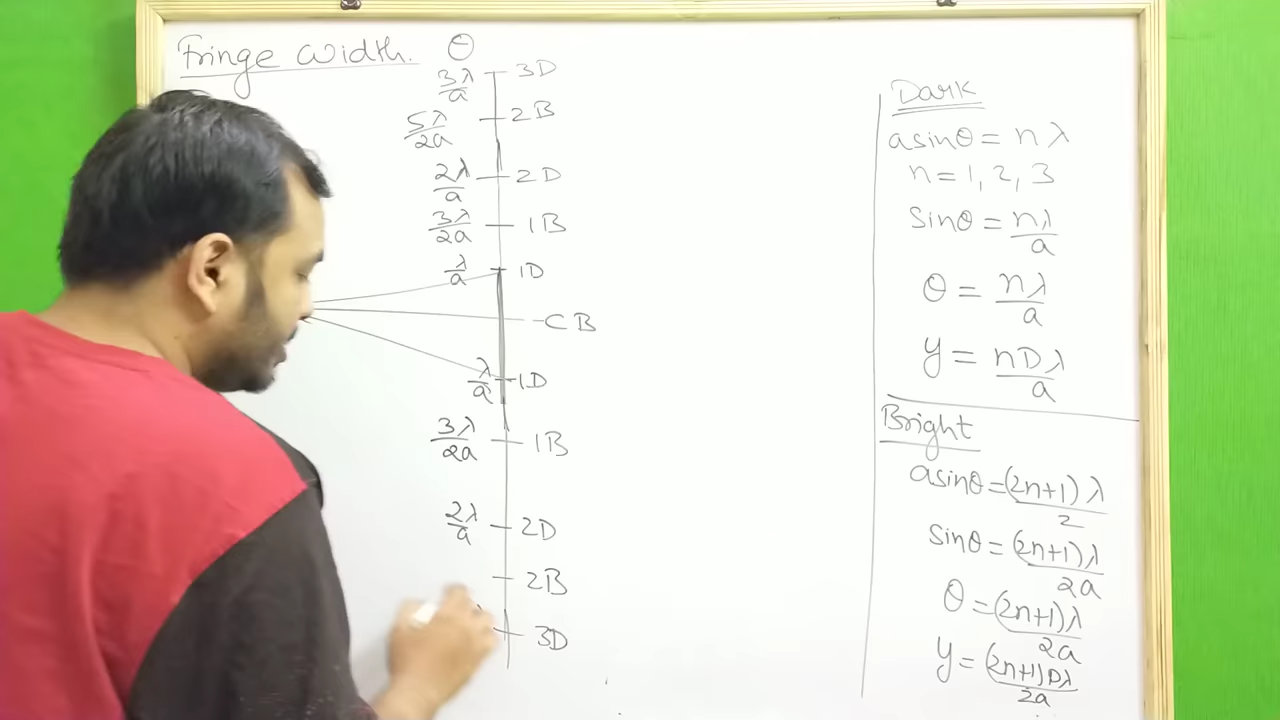 Fringe Width. θ
3λ/a 3D
5λ/2a 2B
2λ/a 2D
3λ/2a 1B
λ/a 1D
CB
λ/a 1D
3λ/2a 1B
2λ/a 2D
2B
3D
Dark
asinθ = nλ
n = 1, 2, 3
Sinθ = nλ/a
θ = nλ/a
y = nDλ/a
Bright
asinθ = (2n+1)λ/2
sinθ = (2n+1)λ/2a
θ = (2n+1)λ/2a
y = (2n+1)Dλ/2a